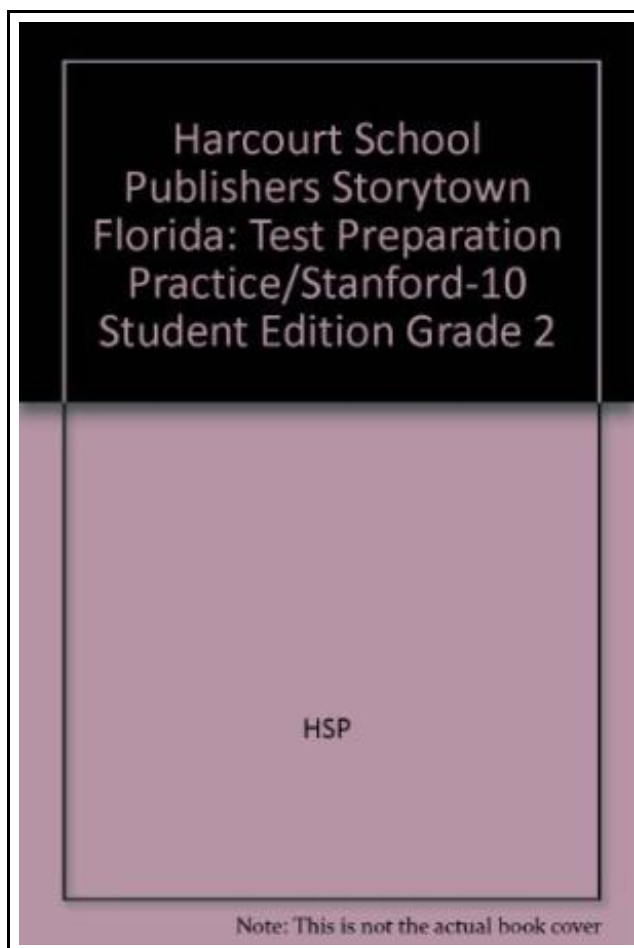 Harcourt School
Publishers Storytown
Florida: Test Preparation
Practice/Stanford-10
Student Edition Grade 2
HSP
Note: This is not the actual book cover